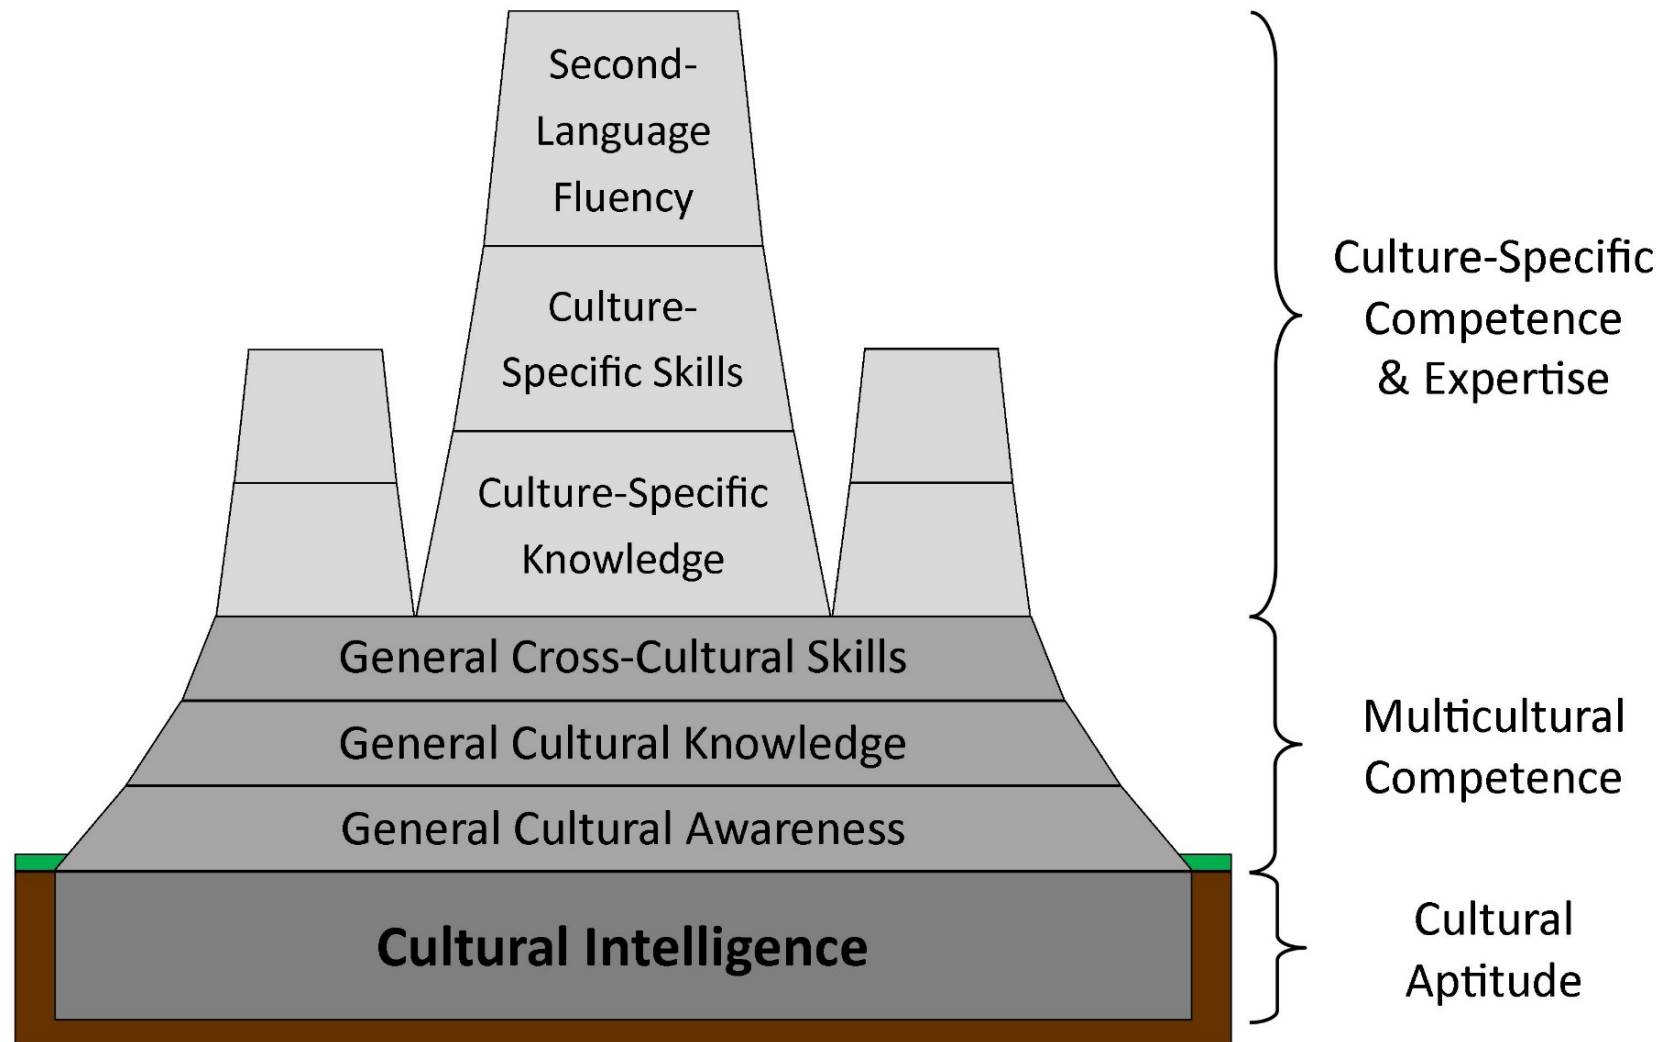 Second-
Language
Fluency
Culture-
Specific Skills
Culture-Specific
Knowledge
General Cross-Cultural Skills
General Cultural Knowledge
General Cultural Awareness
Cultural Intelligence
Culture-Specific
Competence
& Expertise
Multicultural
Competence
Cultural
Aptitude